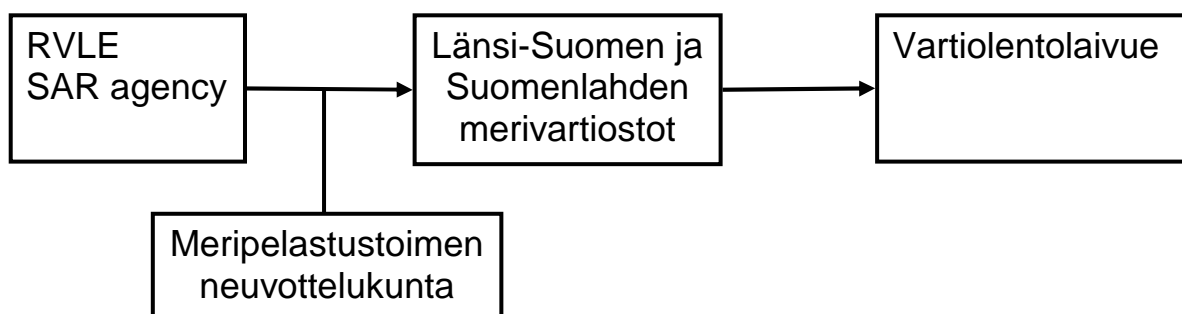 RVLE
SAR agency
Länsi-Suomen ja
Suomenlahden
merivartiostot
Vartiolentolaivue
Meripelastustoimen
neuvottelukunta